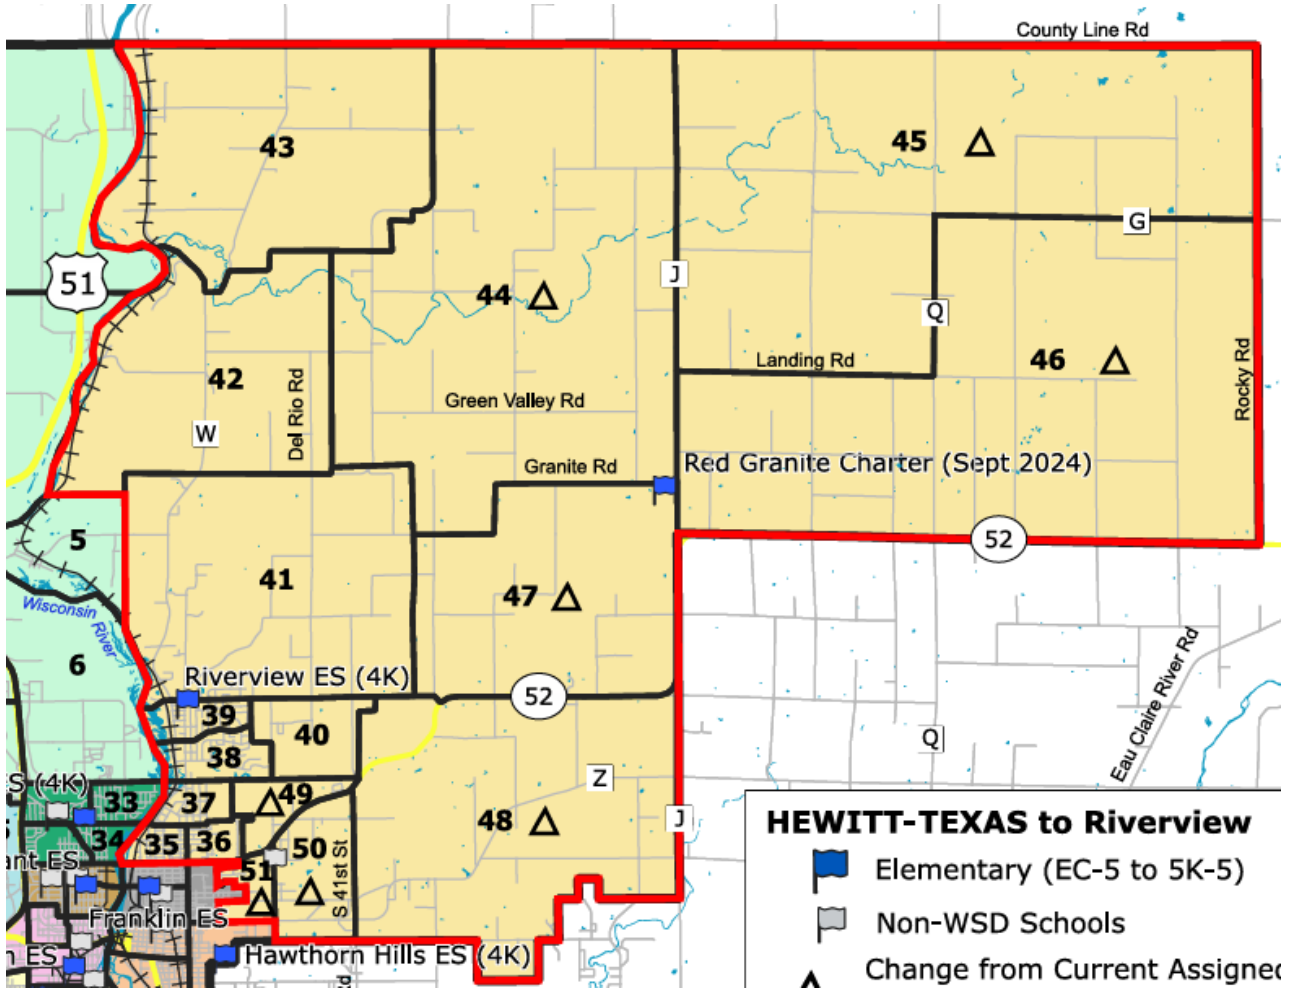 County Line Rd
43
45
G
51
J
44
Q
Landing Rd
46
42
Rocky Rd
Del Rio Rd
Green Valley Rd
W
Granite Rd
Red Granite Charter (Sept 2024)
5
52
41
47
Wisconsin
River
6
Riverview ES (4K)
52
Eau Claire River Rd
39
40
Q
38
Z
ES (4K)
49
33
37
48
J
HEWITT-TEXAS to Riverview
34
35
36
50
ant ES
51
S 41st St
Elementary (EC-5 to 5K-5)
Franklin ES
Non-WSD Schools
n ES
Hawthorn Hills ES (4K)
Rd
Change from Current Assigned